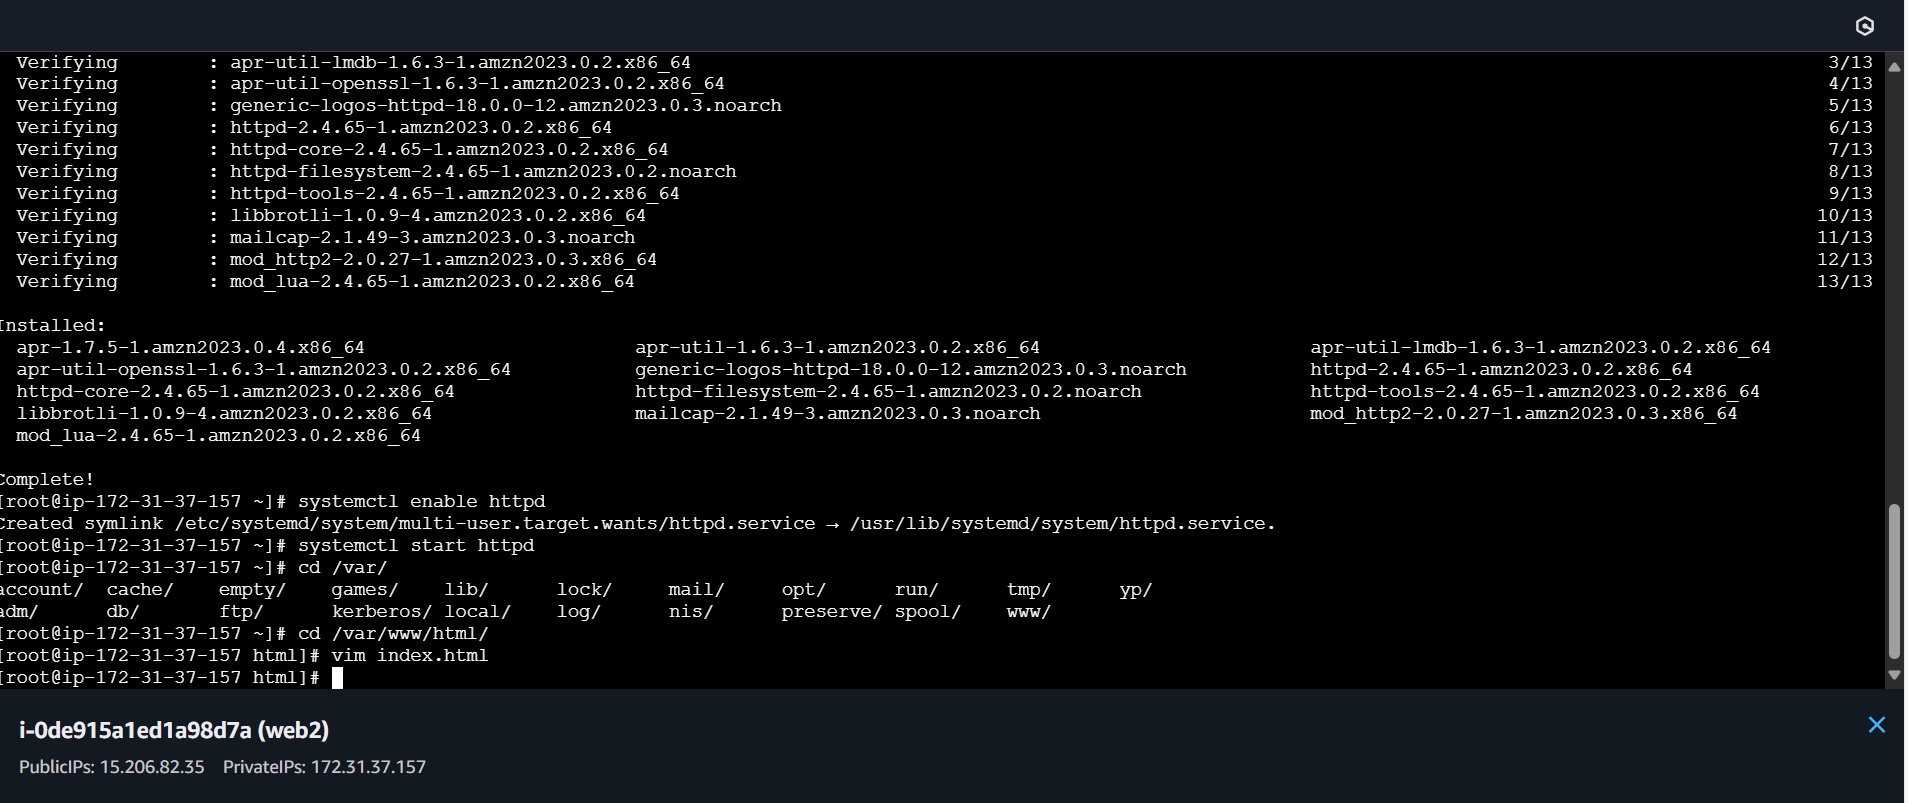 Verifying : apr-util-lmdb-1.6.3-1.amzn2023.0.2.x86_64 3/13
Verifying : apr-util-openssl-1.6.3-1.amzn2023.0.2.x86_64 4/13
Verifying : generic-logos-httpd-18.0.0-12.amzn2023.0.3.noarch 5/13
Verifying : httpd-2.4.65-1.amzn2023.0.2.x86_64 6/13
Verifying : httpd-core-2.4.65-1.amzn2023.0.2.x86_64 7/13
Verifying : httpd-filesystem-2.4.65-1.amzn2023.0.2.noarch 8/13
Verifying : httpd-tools-2.4.65-1.amzn2023.0.2.x86_64 9/13
Verifying : libbrotli-1.0.9-4.amzn2023.0.2.x86_64 10/13
Verifying : mailcap-2.1.49-3.amzn2023.0.3.noarch 11/13
Verifying : mod_http2-2.0.27-1.amzn2023.0.3.x86_64 12/13
Verifying : mod_lua-2.4.65-1.amzn2023.0.2.x86_64 13/13
Installed:
apr-1.7.5-1.amzn2023.0.4.x86_64 apr-util-1.6.3-1.amzn2023.0.2.x86_64 apr-util-lmdb-1.6.3-1.amzn2023.0.2.x86_64
apr-util-openssl-1.6.3-1.amzn2023.0.2.x86_64 generic-logos-httpd-18.0.0-12.amzn2023.0.3.noarch httpd-2.4.65-1.amzn2023.0.2.x86_64
httpd-core-2.4.65-1.amzn2023.0.2.x86_64 httpd-filesystem-2.4.65-1.amzn2023.0.2.noarch httpd-tools-2.4.65-1.amzn2023.0.2.x86_64
libbrotli-1.0.9-4.amzn2023.0.2.x86_64 mailcap-2.1.49-3.amzn2023.0.3.noarch mod_http2-2.0.27-1.amzn2023.0.3.x86_64
mod_lua-2.4.65-1.amzn2023.0.2.x86_64
Complete!
[root@ip-172-31-37-157 ~]# systemctl enable httpd
Created symlink /etc/systemd/system/multi-user.target.wants/httpd.service → /usr/lib/systemd/system/httpd.service.
[root@ip-172-31-37-157 ~]# systemctl start httpd
[root@ip-172-31-37-157 ~]# cd /var/
account/ cache/ empty/ games/ lib/ lock/ mail/ opt/ run/ tmp/ yp/
adm/ db/ ftp/ kerberos/ local/ log/ nis/ preserve/ spool/ www/
[root@ip-172-31-37-157 ~]# cd /var/www/html/
[root@ip-172-31-37-157 html]# vim index.html
[root@ip-172-31-37-157 html]#
i-0de915a1ed1a98d7a (web2)
PublicIPs: 15.206.82.35 PrivateIPs: 172.31.37.157